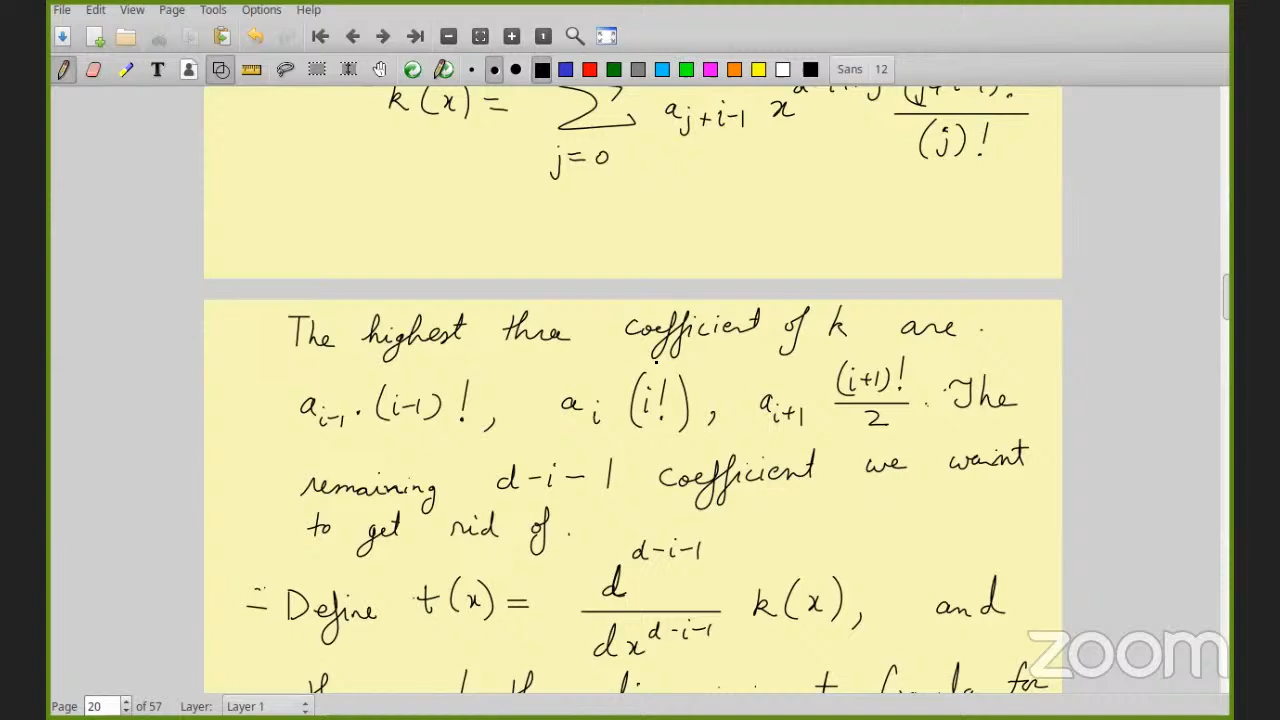 File Edit View Page Tools Options Help
T 1 Sans 12
k(x) = Σ a_{j+i-1} x
j=0 (j)!
The highest three coefficient of k are
a_{i-1} · (i-1)!, a_i (i!), a_{i+1} (i+1)!/2. The
remaining d-i-1 coefficient we want
to get rid of.
Define t(x) = d^{d-i-1}/dx^{d-i-1} k(x), and
for
zoom
Page 20 of 57 Layer: Layer 1